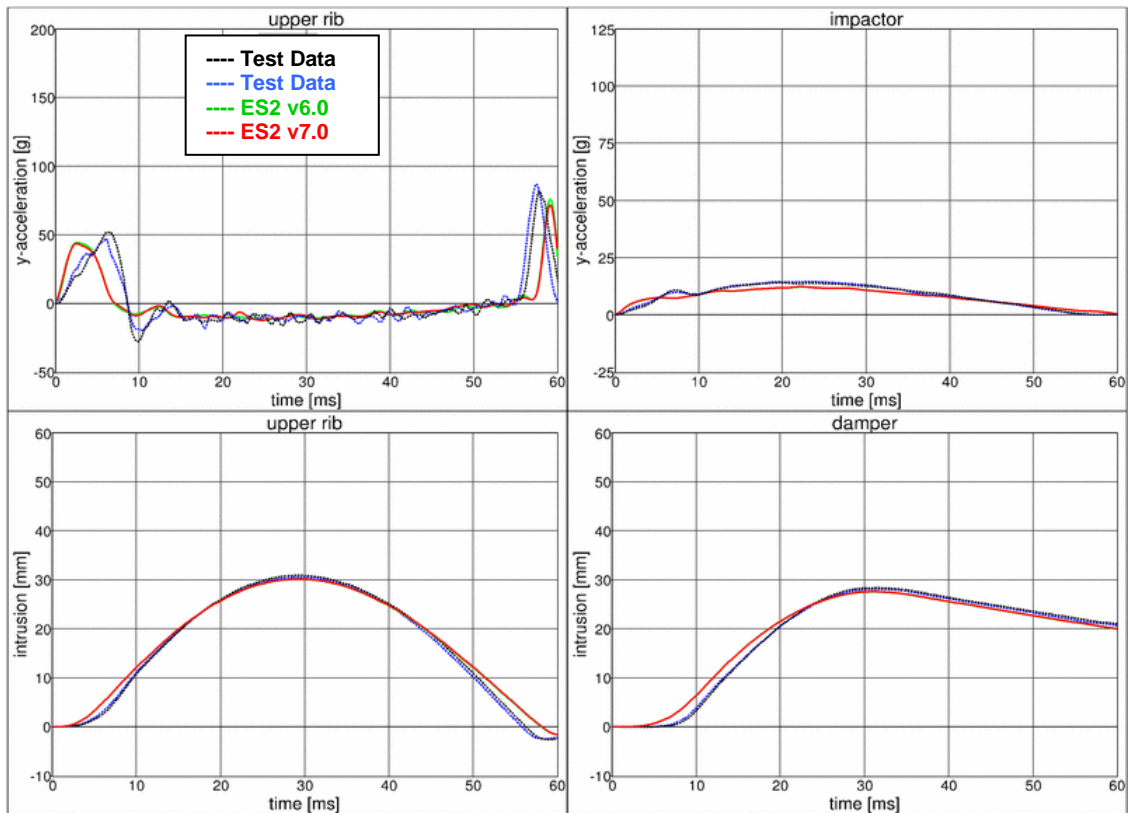 upper rib
200
150
100
50
0
-50
y-acceleration [g]
---- Test Data
---- Test Data
---- ES2 v6.0
---- ES2 v7.0
0 10 20 30 40 50 60
time [ms]
impactor
125
100
75
50
25
0
-25
y-acceleration [g]
0 10 20 30 40 50 60
time [ms]
upper rib
60
50
40
30
20
10
0
-10
intrusion [mm]
0 10 20 30 40 50 60
time [ms]
damper
60
50
40
30
20
10
0
-10
intrusion [mm]
0 10 20 30 40 50 60
time [ms]